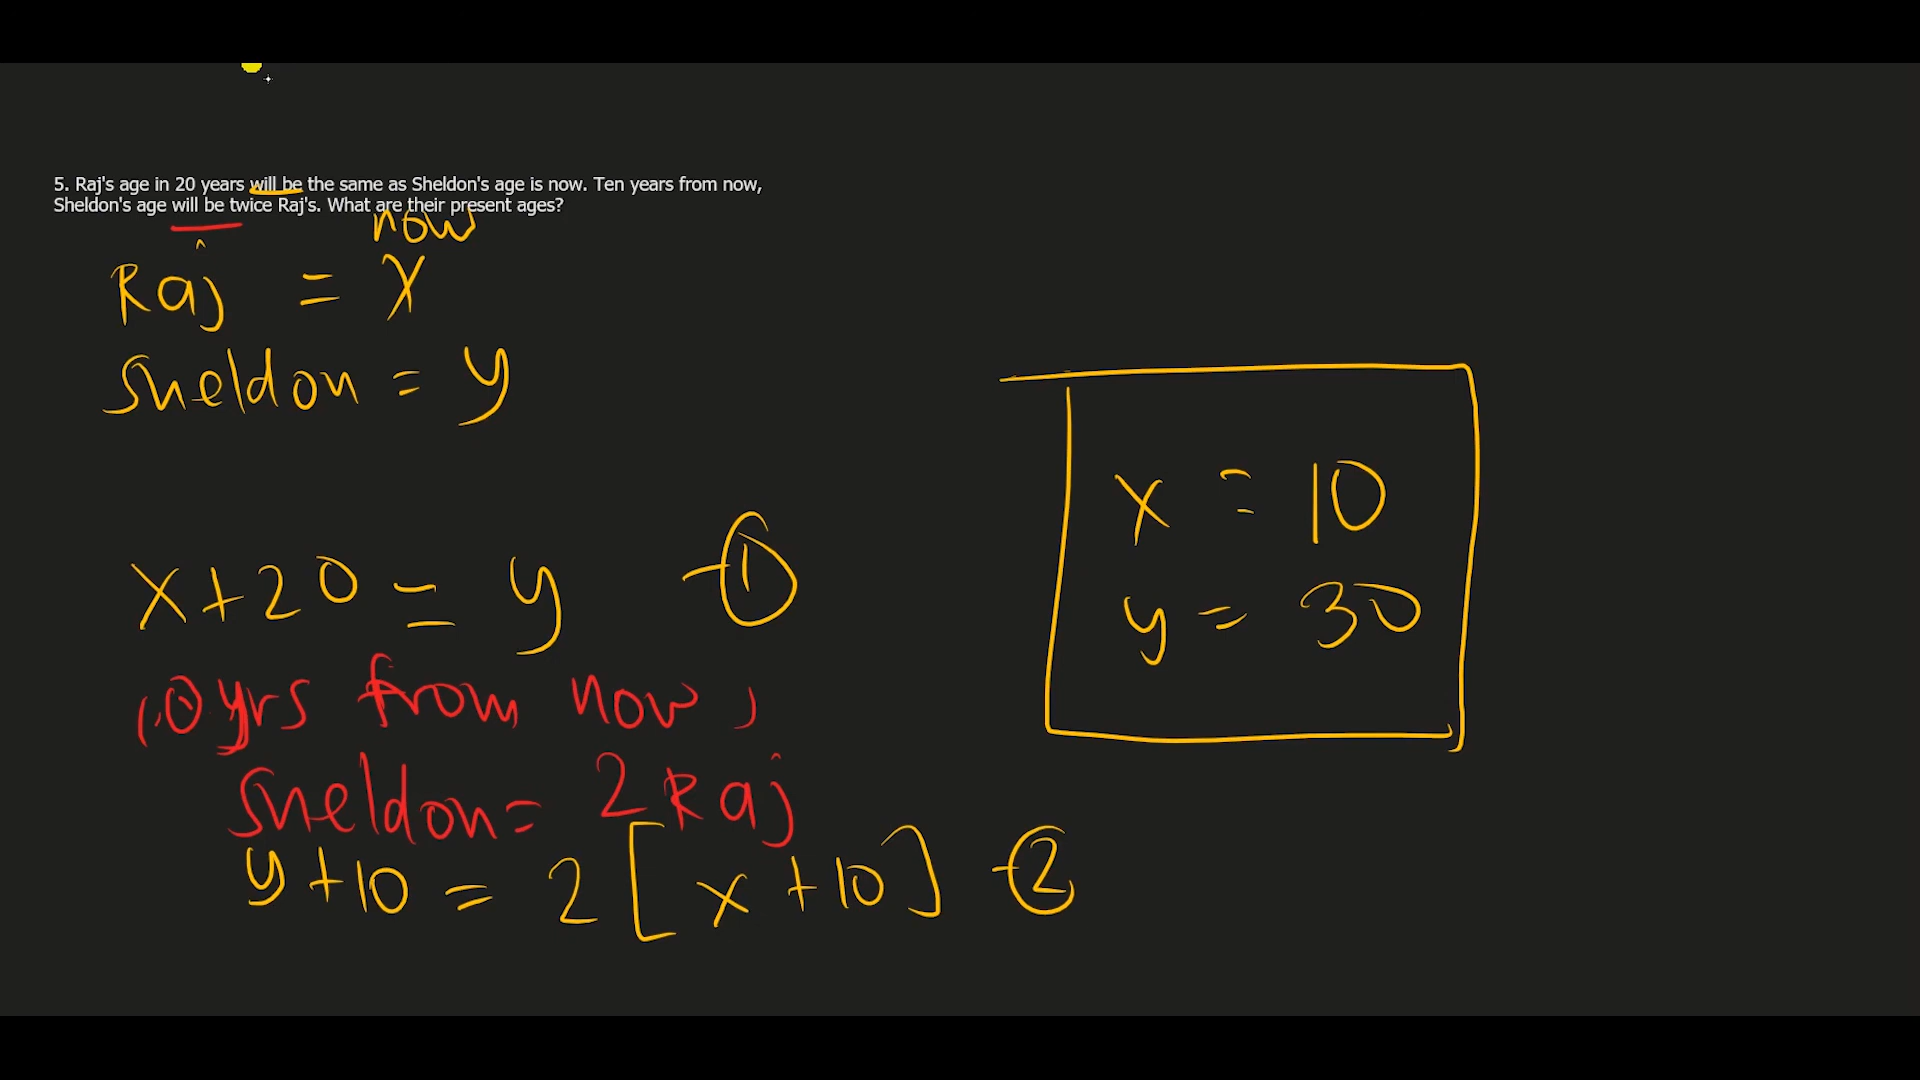 5. Raj's age in 20 years will be the same as Sheldon's age is now. Ten years from now,
Sheldon's age will be twice Raj's. What are their present ages?
now
Raj = x
Sheldon = y
x+20 = y -①
10 yrs from now,
Sheldon = 2 Raj
y+10 = 2[x+10] -②
x = 10
y = 30